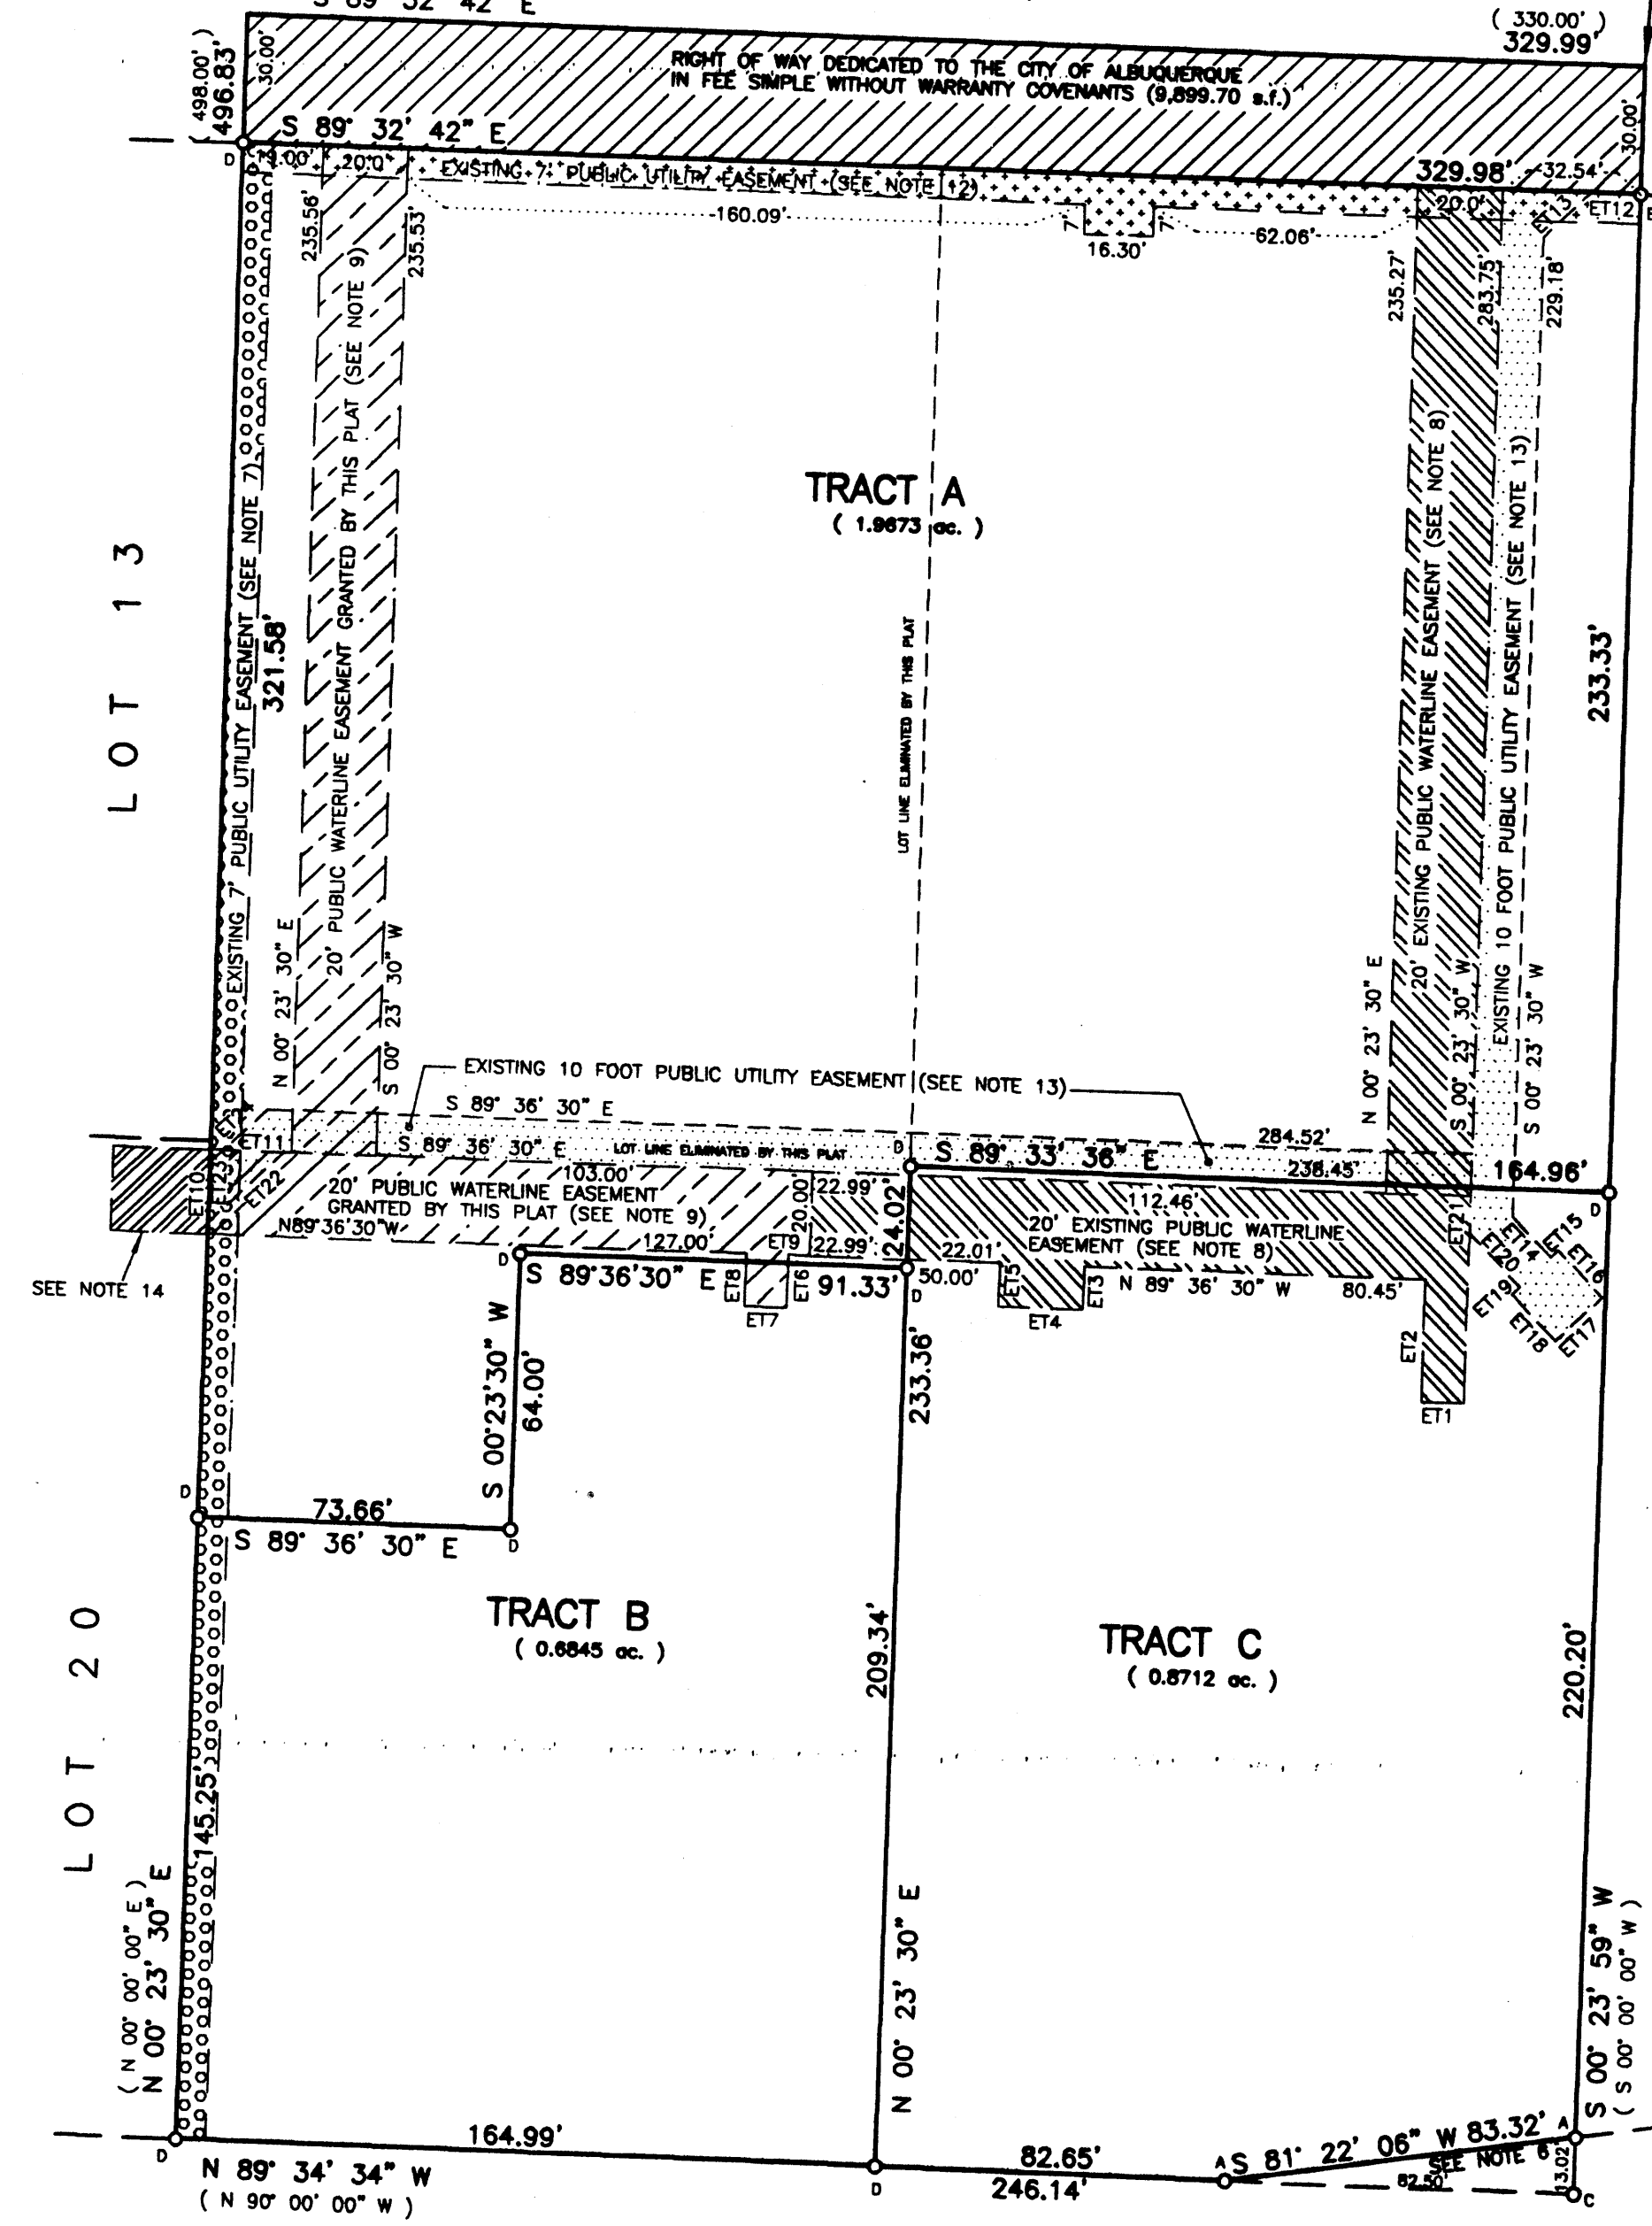 S 89° 32' 42" E
( 330.00' )
329.99'
( 498.00' )
496.83'
30.00'
RIGHT OF WAY DEDICATED TO THE CITY OF ALBUQUERQUE
IN FEE SIMPLE WITHOUT WARRANTY COVENANTS (9,899.70 s.f.)
30.00'
S 89° 32' 42" E
D
19.00'
20.0'
EXISTING 7' PUBLIC UTILITY EASEMENT (SEE NOTE 12)
329.98'
32.54'
20.0'
ET13
ET12
160.09'
7'
16.30'
7'
62.06'
235.56'
235.53'
235.27'
283.75'
229.18'
TRACT A
( 1.9673 ac. )
LOT 13
EXISTING 7' PUBLIC UTILITY EASEMENT (SEE NOTE 7)
321.58'
20' PUBLIC WATERLINE EASEMENT GRANTED BY THIS PLAT (SEE NOTE 9)
N 00° 23' 30" E
S 00° 23' 30" W
LOT LINE ELIMINATED BY THIS PLAT
20' EXISTING PUBLIC WATERLINE EASEMENT (SEE NOTE 8)
EXISTING 10 FOOT PUBLIC UTILITY EASEMENT (SEE NOTE 13)
233.33'
N 00° 23' 30" E
S 00° 23' 30" W
S 00° 23' 30" W
EXISTING 10 FOOT PUBLIC UTILITY EASEMENT (SEE NOTE 13)
S 89° 36' 30" E
284.52'
ET11
S 89° 36' 30" E
LOT LINE ELIMINATED BY THIS PLAT
D
S 89° 33' 36" E
238.45'
164.96'
D
ET10
ET23
ET22
103.00'
20' PUBLIC WATERLINE EASEMENT
GRANTED BY THIS PLAT (SEE NOTE 9)
N89°36'30"W
127.00'
20.00'
22.99'
ET9
22.99'
24.02'
112.46'
20' EXISTING PUBLIC WATERLINE
EASEMENT (SEE NOTE 8)
22.01'
50.00'
ET21
ET20
ET14
ET15
ET16
ET19
ET18
ET17
SEE NOTE 14
D
S 89°36'30" E
ET8
ET6
ET7
91.33'
D
ET5
ET4
ET3
N 89° 36' 30" W
80.45'
ET2
ET1
S 00°23'30" W
64.00'
233.36'
D
73.66'
S 89° 36' 30" E
D
TRACT B
( 0.6845 ac. )
TRACT C
( 0.8712 ac. )
209.34'
220.20'
LOT 20
145.25'
( N 00° 00' 00" E )
N 00° 23' 30" E
N 00° 23' 30" E
S 00° 23' 59" W
( S 00° 00' 00" W )
D
164.99'
N 89° 34' 34" W
( N 90° 00' 00" W )
D
82.65'
246.14'
A
S 81° 22' 06" W 83.32'
SEE NOTE 6
82.50'
13.02'
A
C